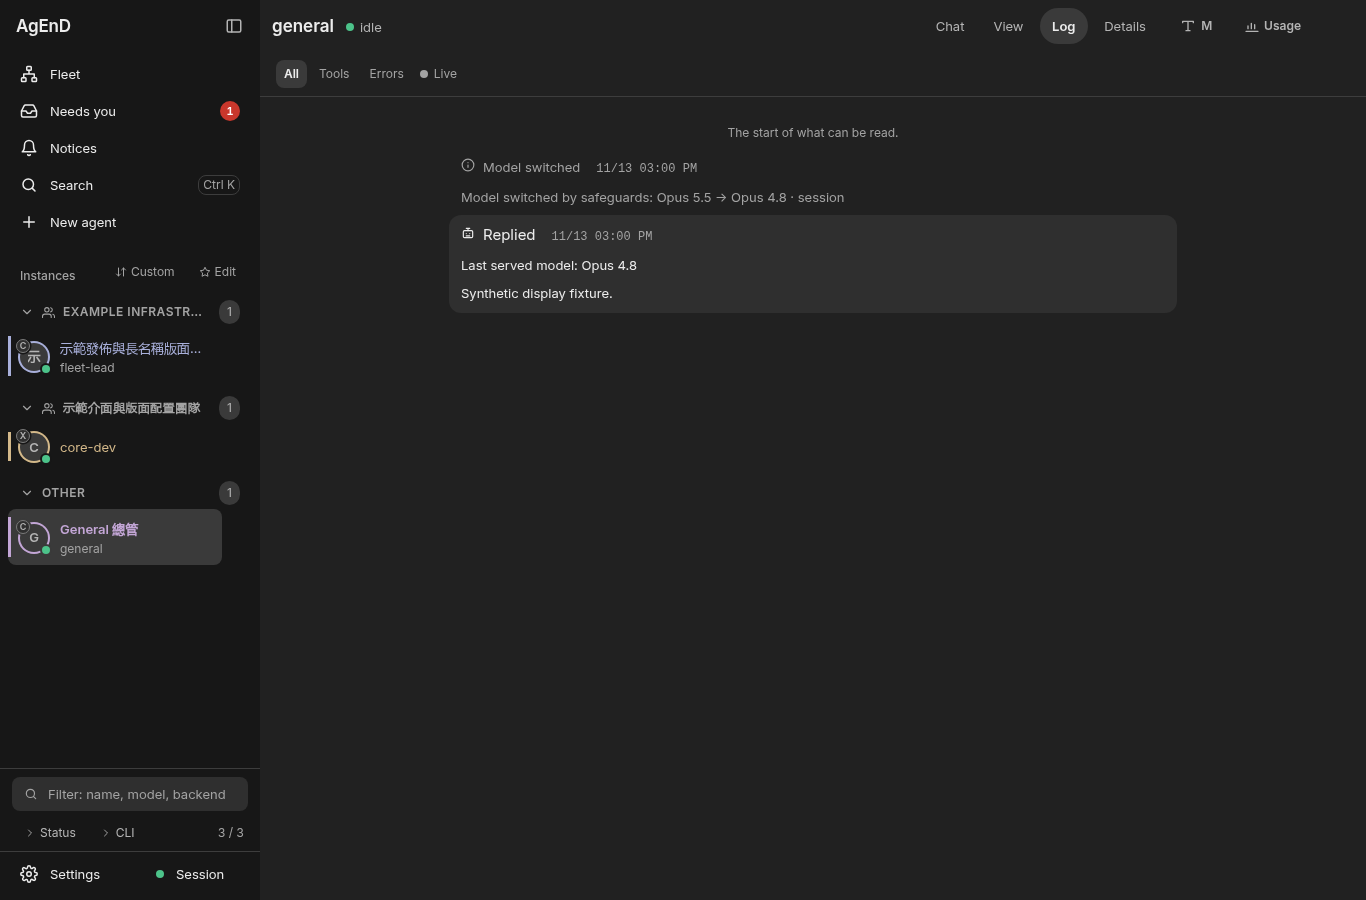 AgEnD
Fleet
Needs you 1
Notices
Search Ctrl K
New agent
Instances Custom Edit
EXAMPLE INFRASTR... 1
C 示 示範發佈與長名稱版面...
fleet-lead
示範介面與版面配置團隊 1
X C core-dev
OTHER 1
C G General 總管
general
Filter: name, model, backend
Status CLI 3 / 3
Settings Session
general idle Chat View Log Details M Usage
All Tools Errors Live
The start of what can be read.
Model switched 11/13 03:00 PM
Model switched by safeguards: Opus 5.5 → Opus 4.8 · session
Replied 11/13 03:00 PM
Last served model: Opus 4.8
Synthetic display fixture.